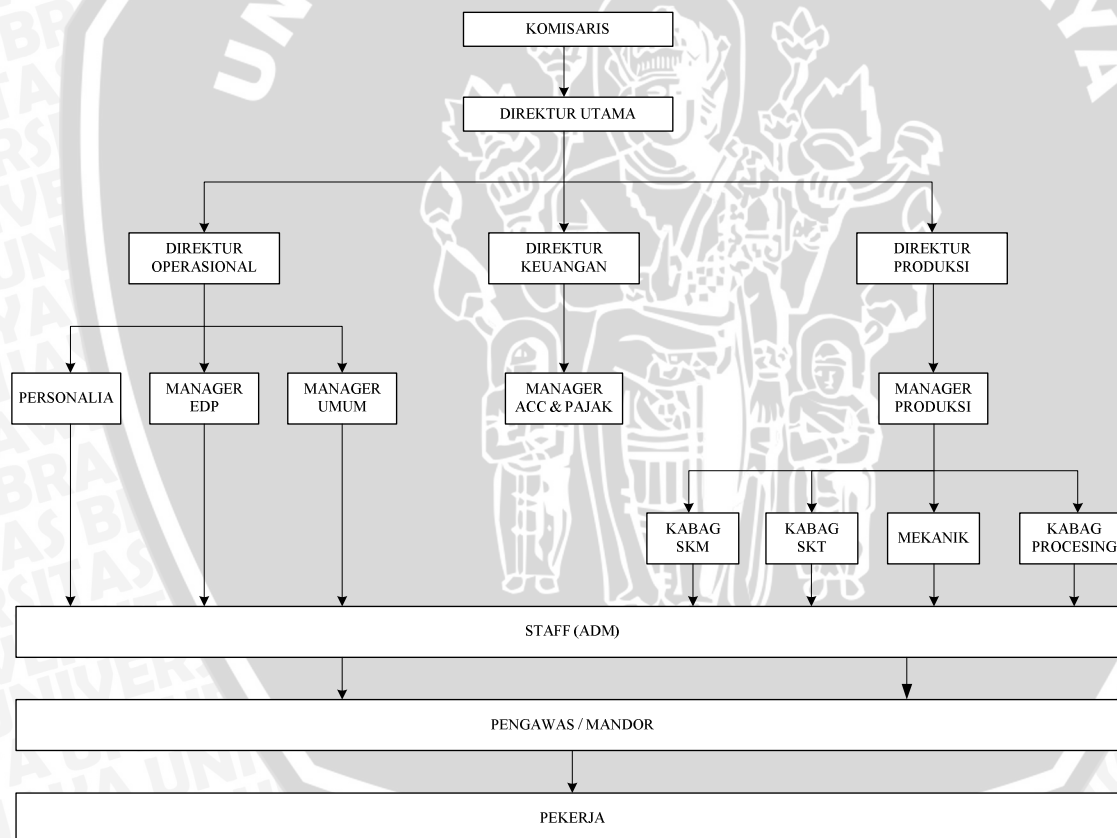 KOMISARIS
DIREKTUR UTAMA
DIREKTUR
OPERASIONAL
DIREKTUR
KEUANGAN
DIREKTUR
PRODUKSI
PERSONALIA
MANAGER
EDP
MANAGER
UMUM
MANAGER
ACC & PAJAK
MANAGER
PRODUKSI
KABAG
SKM
KABAG
SKT
MEKANIK
KABAG
PROCESING
STAFF (ADM)
PENGAWAS / MANDOR
PEKERJA